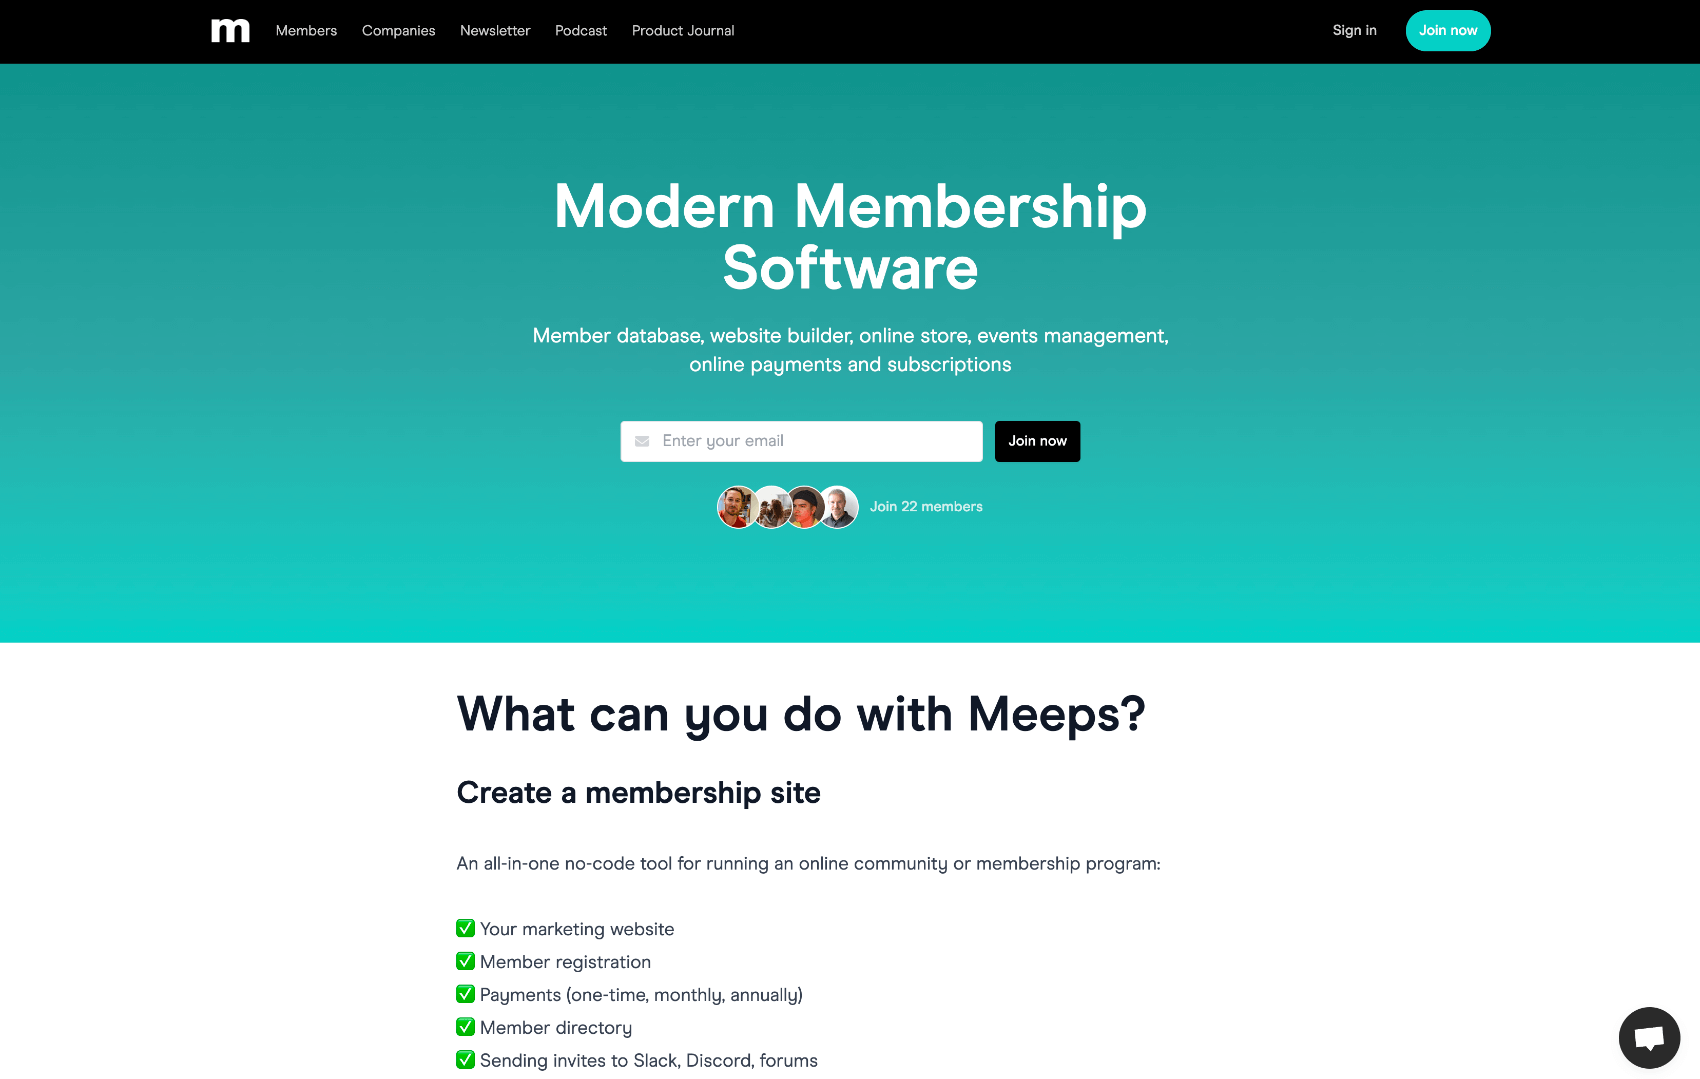 m Members Companies Newsletter Podcast Product Journal Sign in Join now
Modern Membership
Software
Member database, website builder, online store, events management,
online payments and subscriptions
Enter your email Join now
Join 22 members
What can you do with Meeps?
Create a membership site
An all-in-one no-code tool for running an online community or membership program:
✅ Your marketing website
✅ Member registration
✅ Payments (one-time, monthly, annually)
✅ Member directory
✅ Sending invites to Slack, Discord, forums